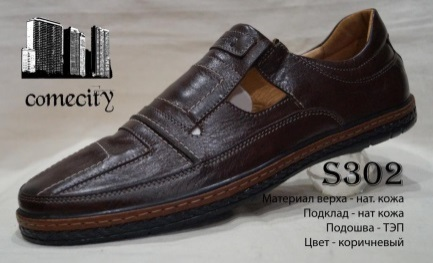 comecity
S302
Материал верха - нат. кожа
Подклад - нат кожа
Подошва - ТЭП
Цвет - коричневый